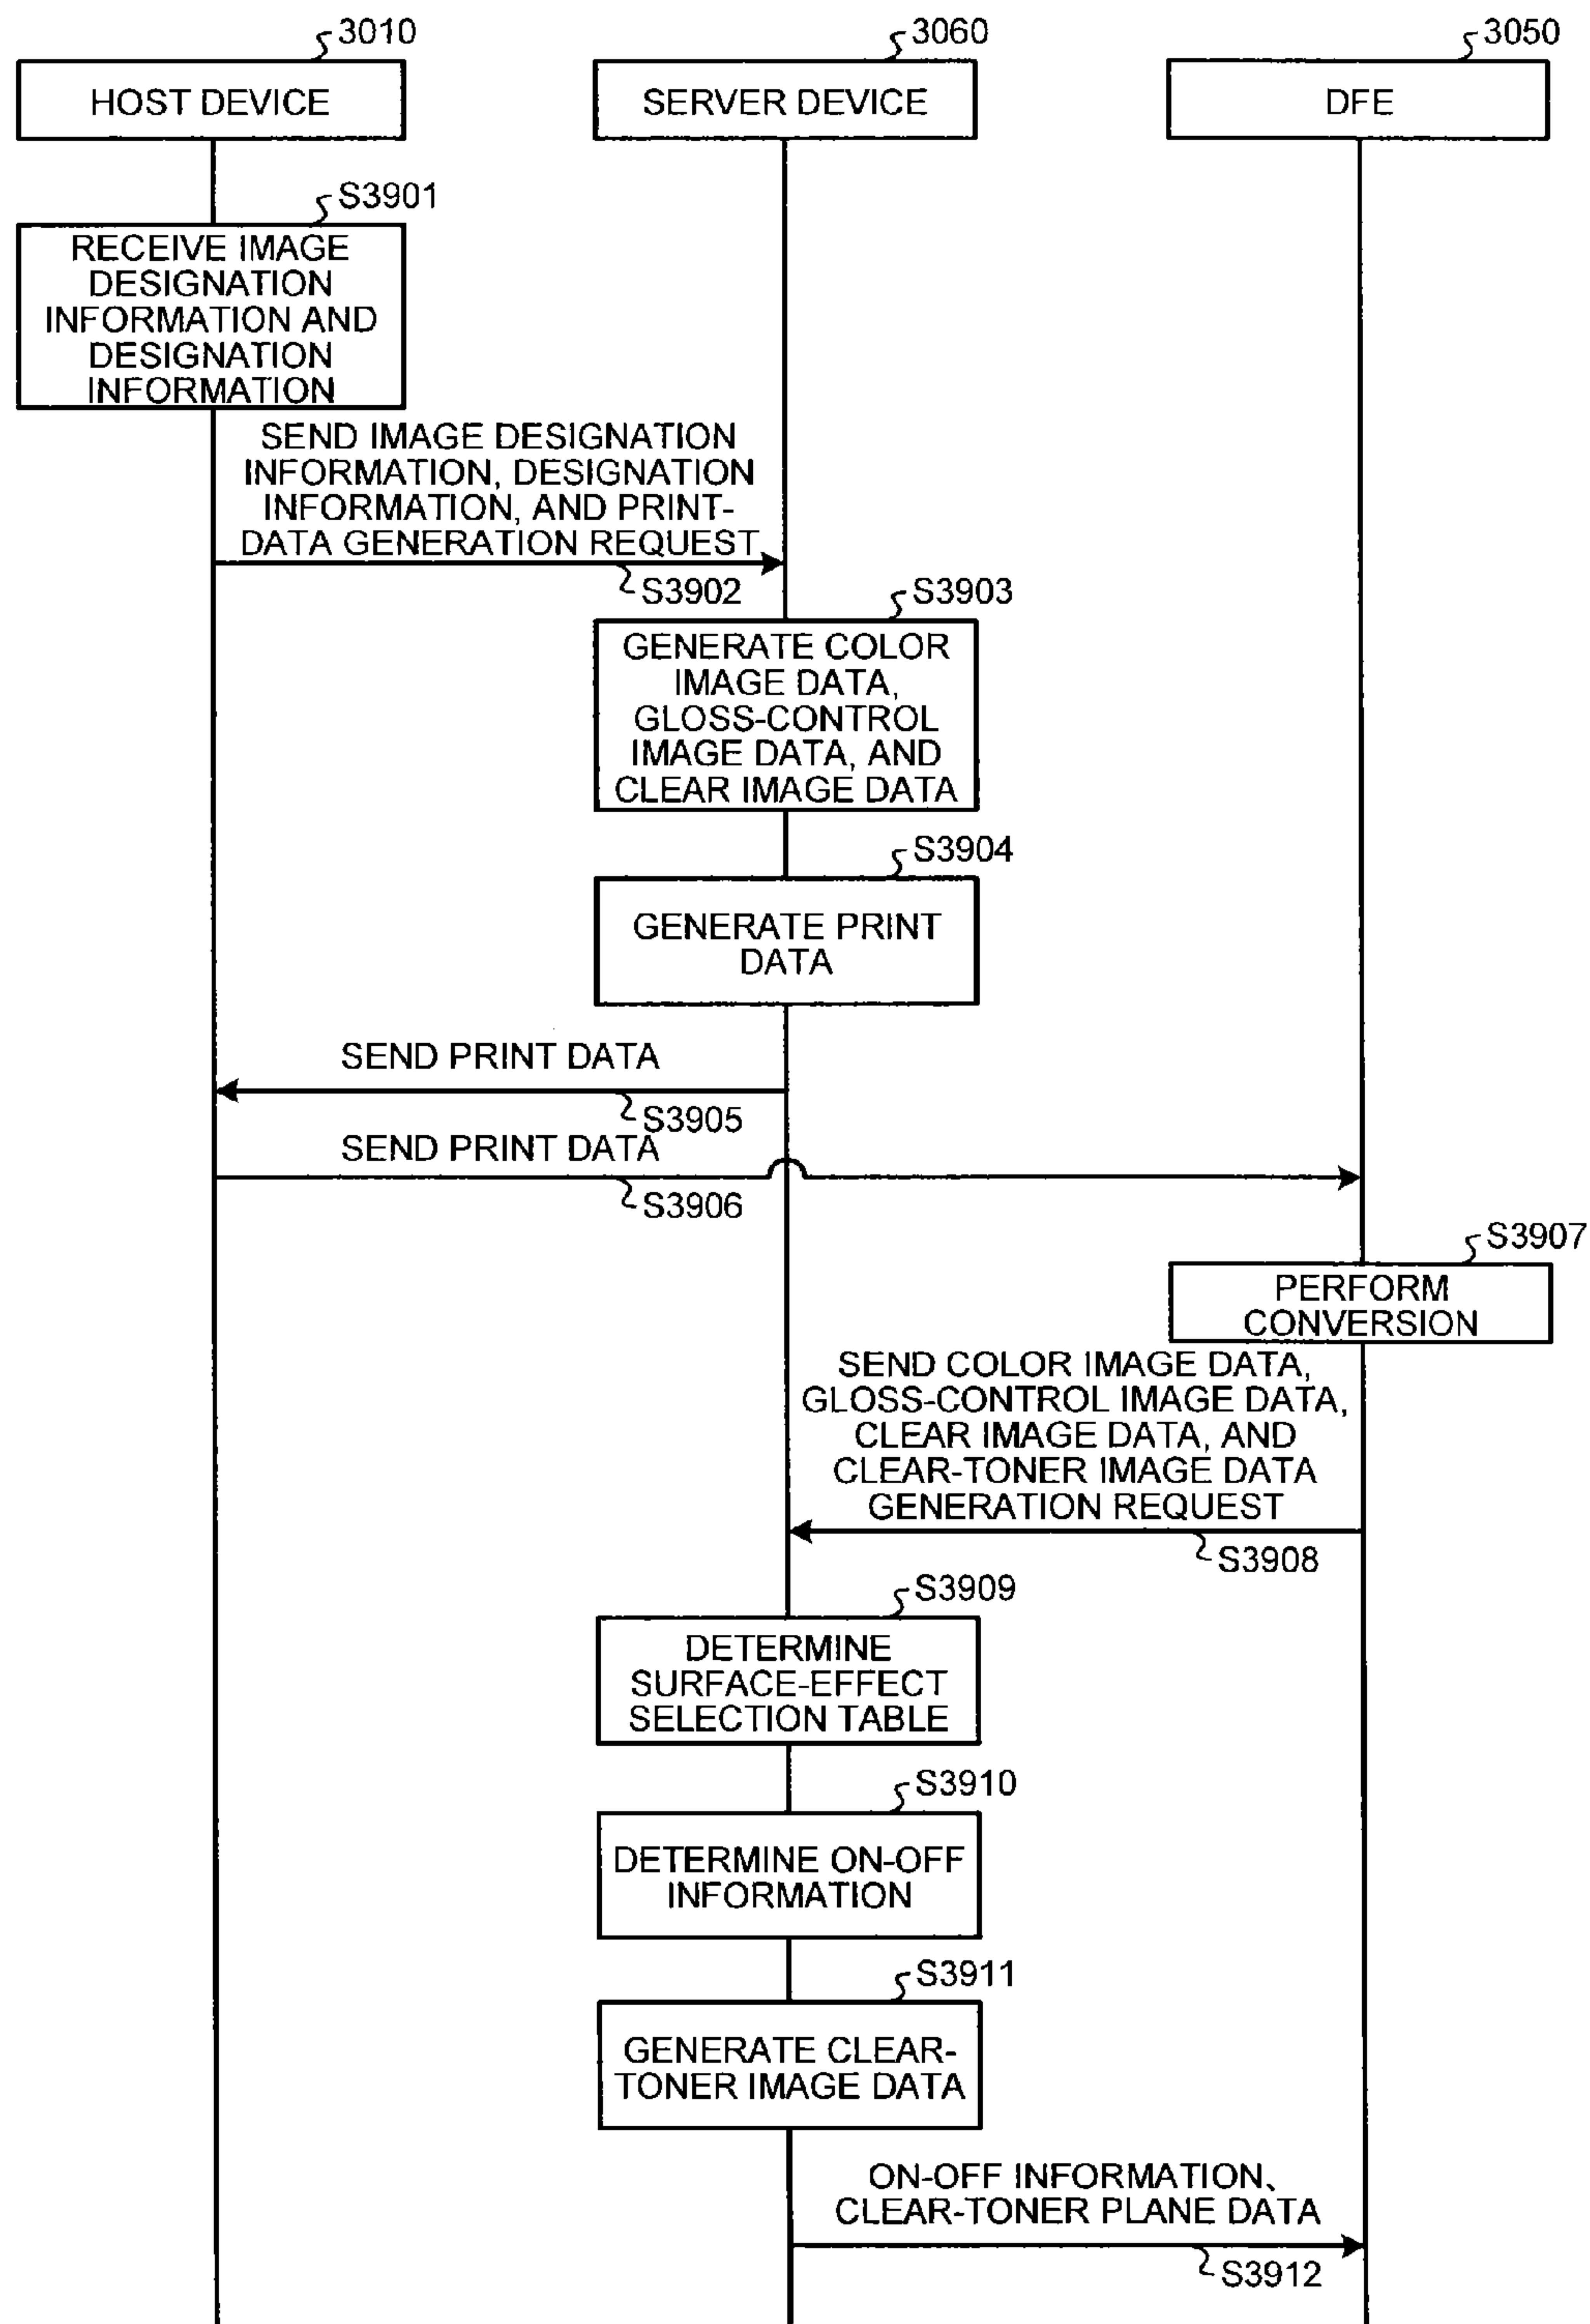 3010
3060
3050
HOST DEVICE
SERVER DEVICE
DFE
S3901
RECEIVE IMAGE
DESIGNATION
INFORMATION AND
DESIGNATION
INFORMATION
SEND IMAGE DESIGNATION
INFORMATION, DESIGNATION
INFORMATION, AND PRINT-
DATA GENERATION REQUEST
S3902
S3903
GENERATE COLOR
IMAGE DATA,
GLOSS-CONTROL
IMAGE DATA, AND
CLEAR IMAGE DATA
S3904
GENERATE PRINT
DATA
SEND PRINT DATA
S3905
SEND PRINT DATA
S3906
S3907
PERFORM
CONVERSION
SEND COLOR IMAGE DATA,
GLOSS-CONTROL IMAGE DATA,
CLEAR IMAGE DATA, AND
CLEAR-TONER IMAGE DATA
GENERATION REQUEST
S3908
S3909
DETERMINE
SURFACE-EFFECT
SELECTION TABLE
S3910
DETERMINE ON-OFF
INFORMATION
S3911
GENERATE CLEAR-
TONER IMAGE DATA
ON-OFF INFORMATION、
CLEAR-TONER PLANE DATA
S3912